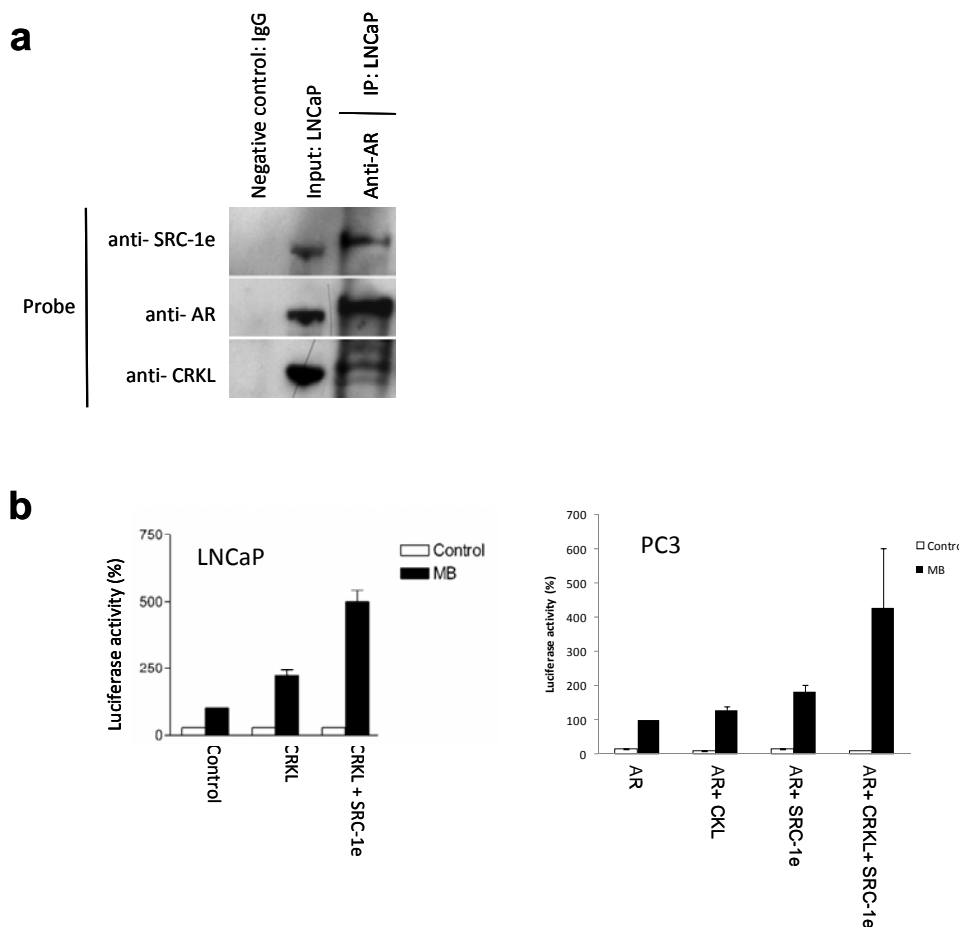 a
Negative control: IgG
Input: LNCaP
IP: LNCaP
Anti-AR
Probe
anti- SRC-1e
anti- AR
anti- CRKL
b
LNCaP
Luciferase activity (%)
750
500
250
0
Control
MB
Control
CRKL
CRKL + SRC-1e
PC3
Luciferase activity (%)
700
600
500
400
300
200
100
0
Contro
MB
AR
AR+ CKL
AR+ SRC-1e
AR+ CRKL+ SRC-1e